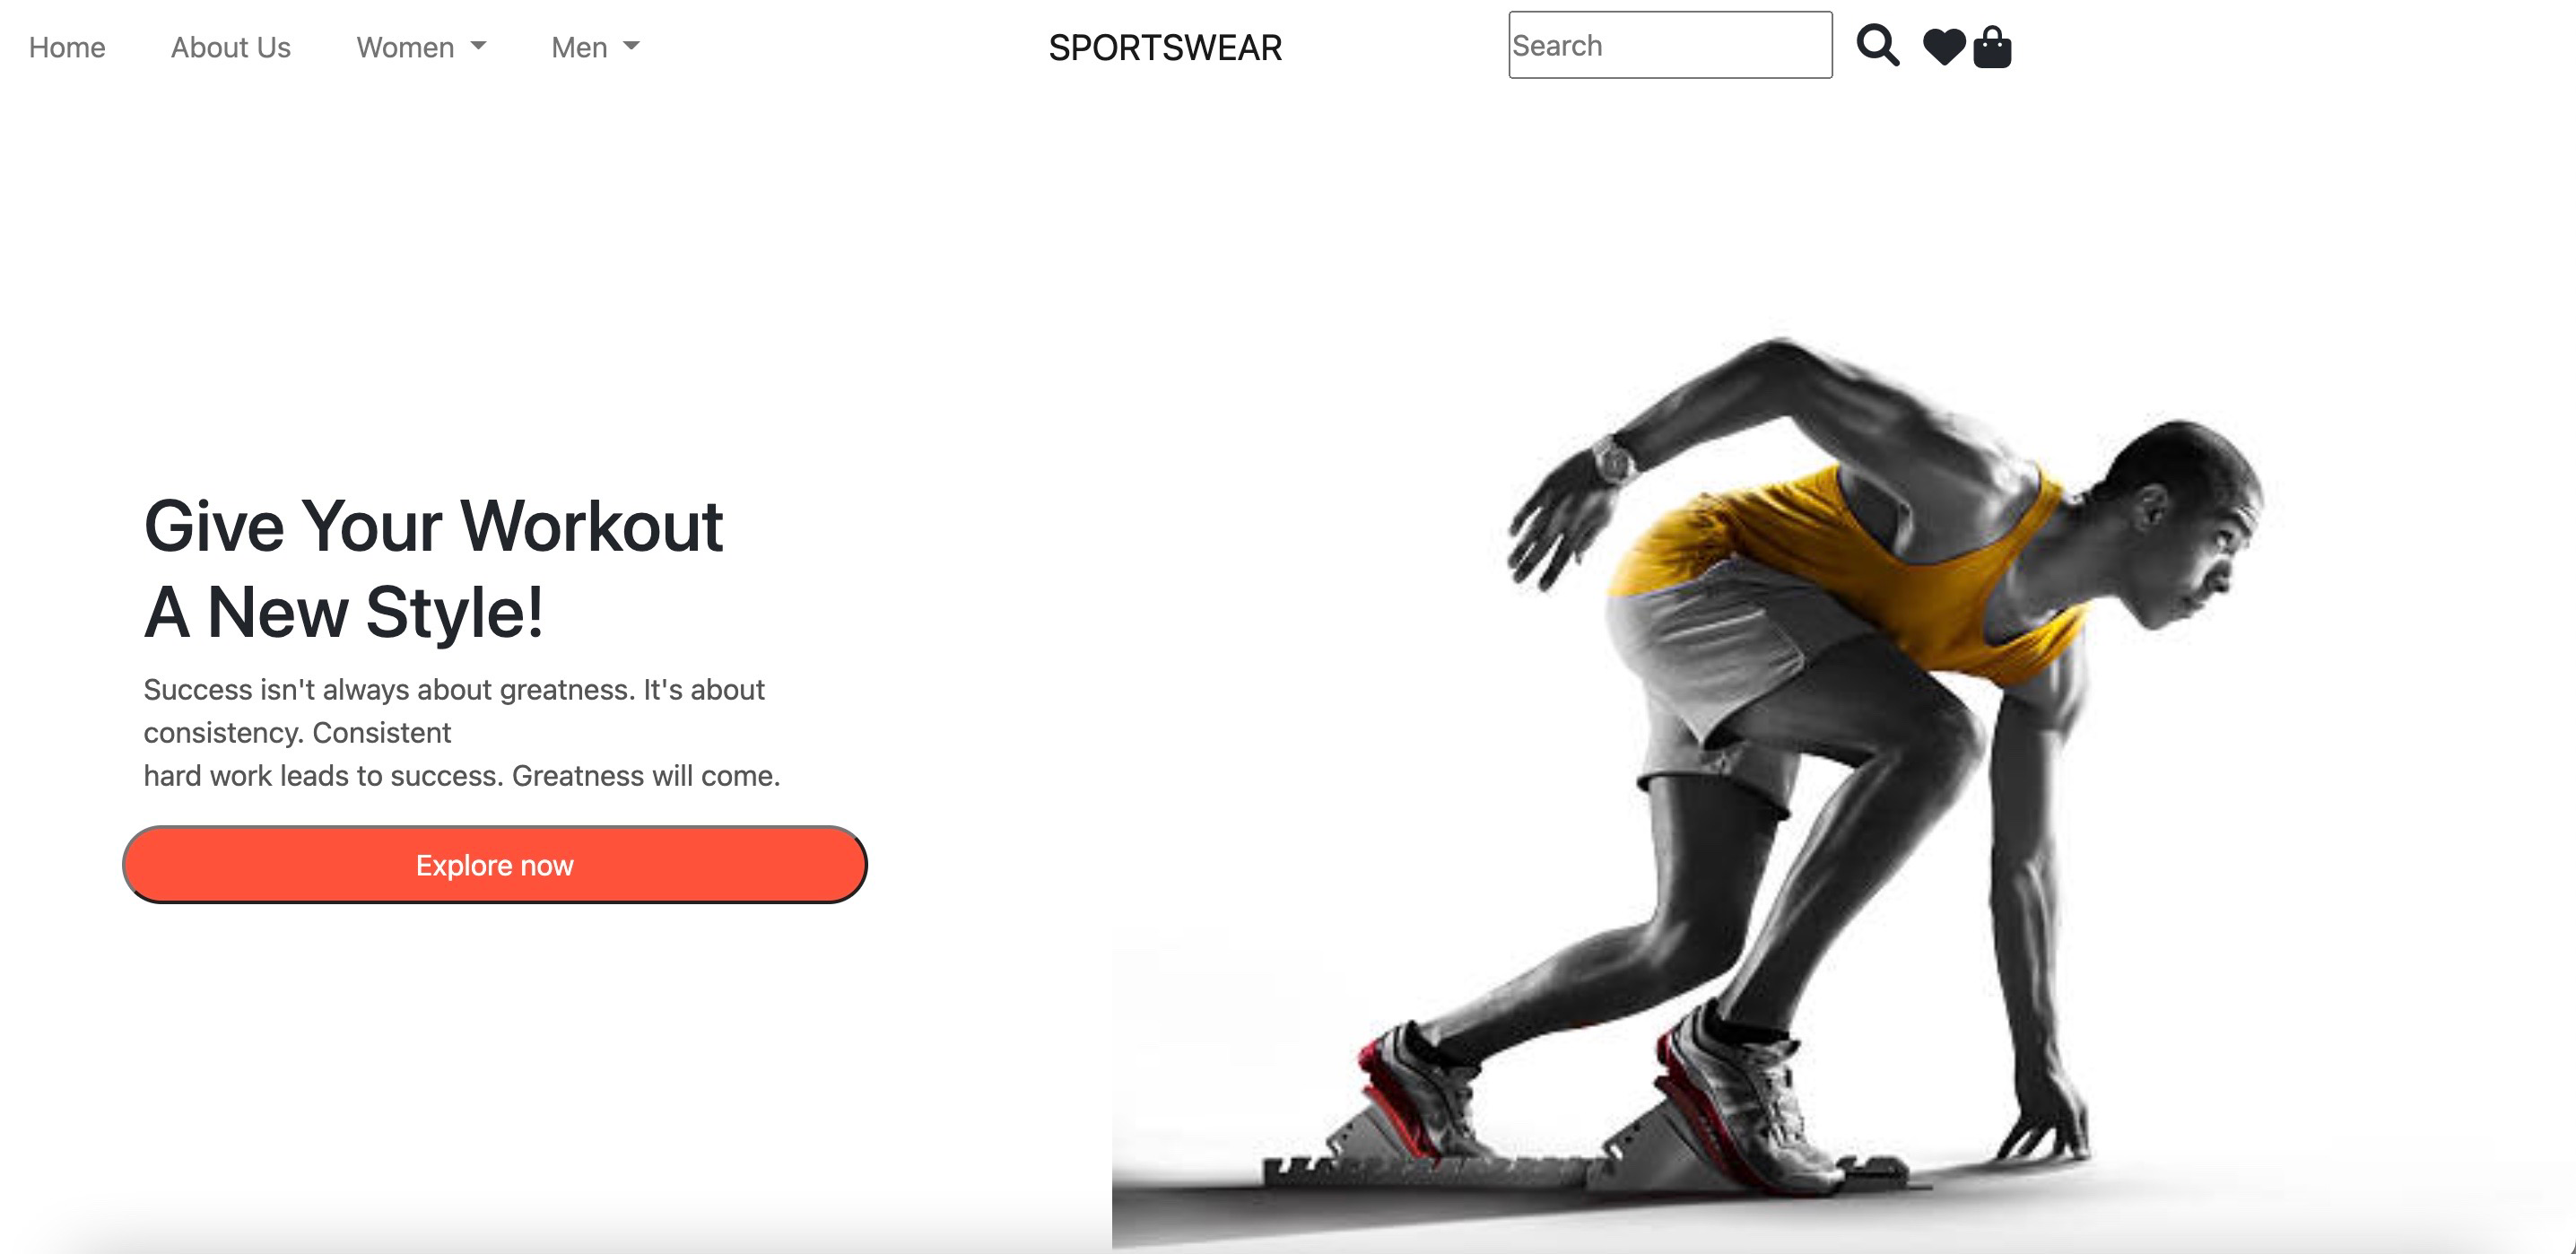 Home About Us Women Men SPORTSWEAR Search
Give Your Workout
A New Style!
Success isn't always about greatness. It's about
consistency. Consistent
hard work leads to success. Greatness will come.
Explore now